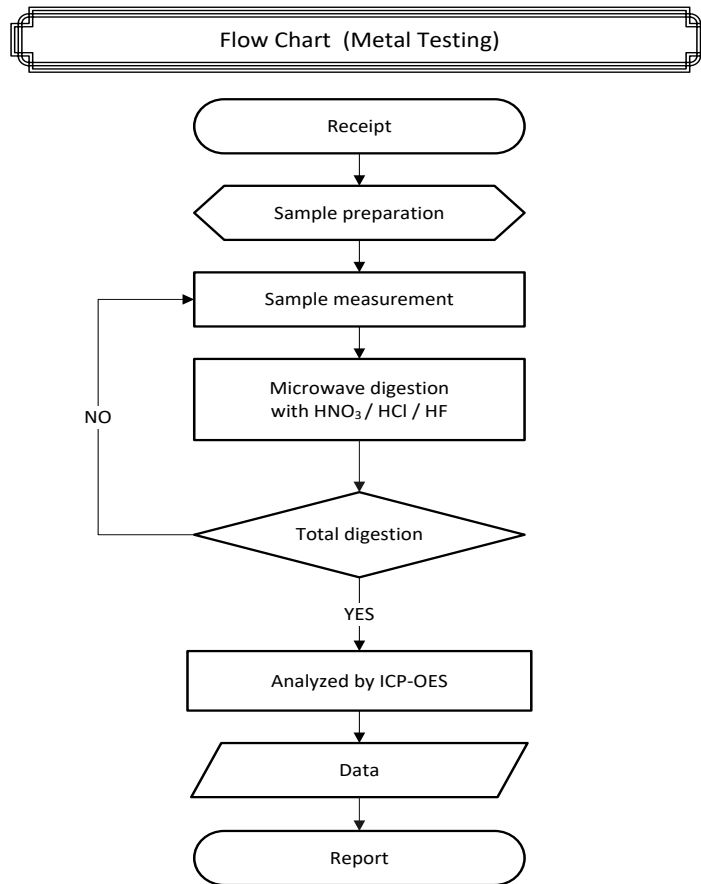 Flow Chart (Metal Testing)
Receipt
Sample preparation
Sample measurement
Microwave digestion
with HNO₃ / HCl / HF
NO
Total digestion
YES
Analyzed by ICP-OES
Data
Report